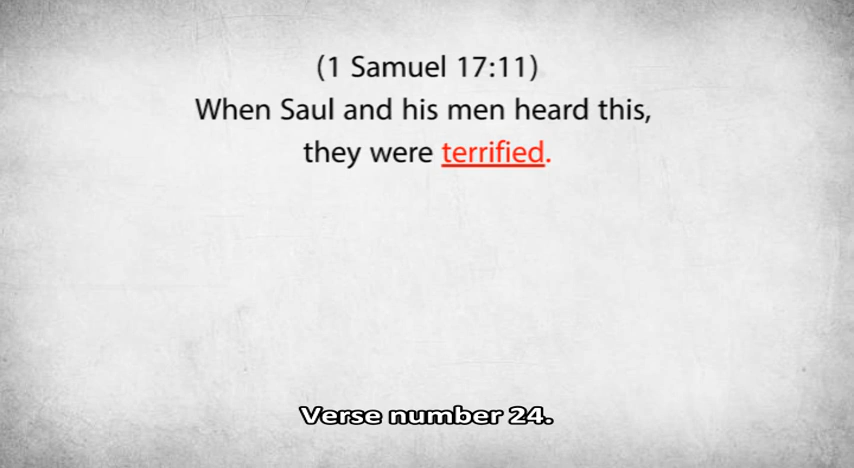 (1 Samuel 17:11)
When Saul and his men heard this,
they were terrified.
Verse number 24.